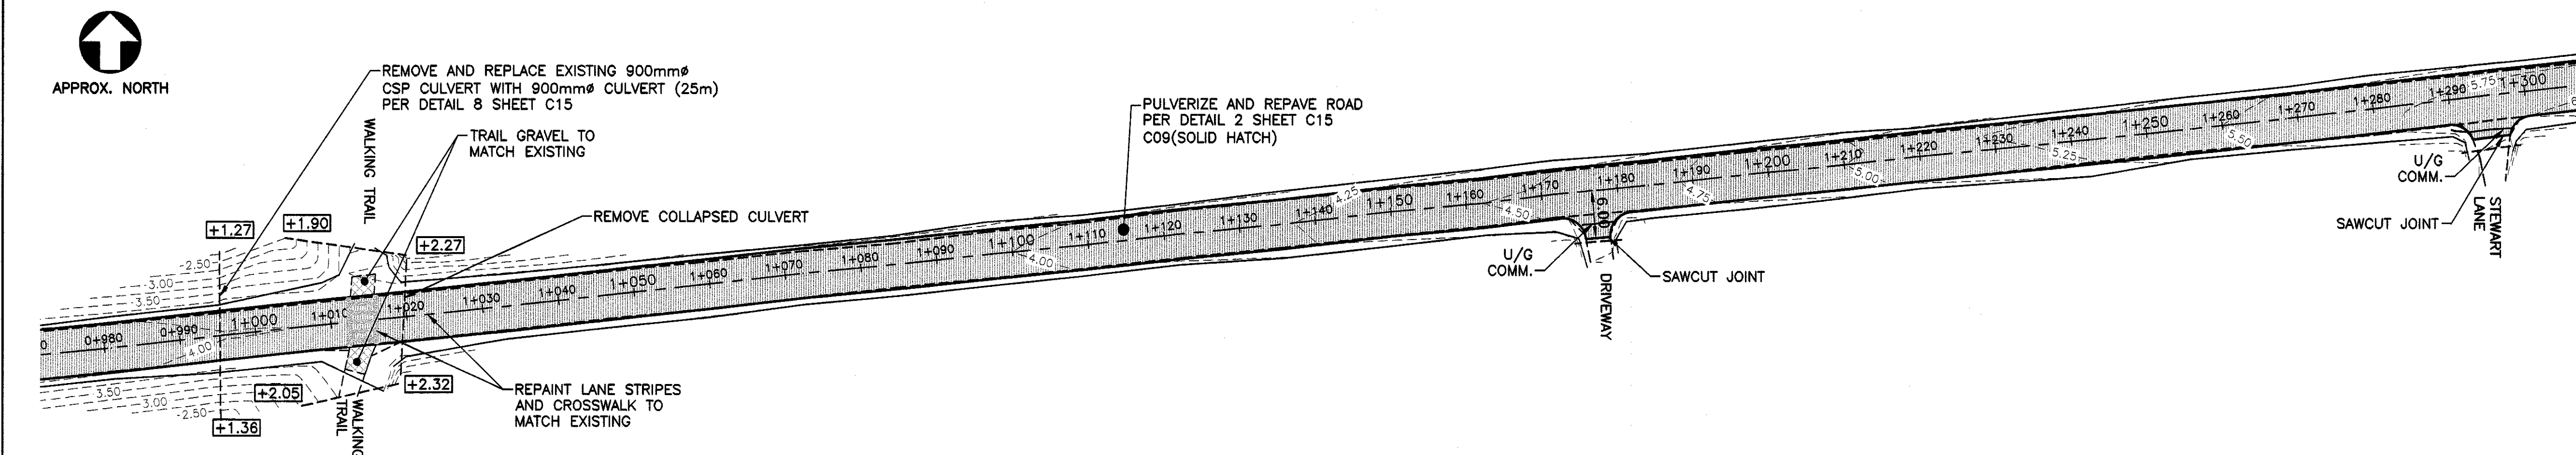 APPROX. NORTH
REMOVE AND REPLACE EXISTING 900mmø
CSP CULVERT WITH 900mmø CULVERT (25m)
PER DETAIL 8 SHEET C15
WALKING TRAIL
TRAIL GRAVEL TO
MATCH EXISTING
REMOVE COLLAPSED CULVERT
PULVERIZE AND REPAVE ROAD
PER DETAIL 2 SHEET C15
C09(SOLID HATCH)
+1.27
+1.90
+2.27
2.50
3.00
3.50
4.00
0
0+980
0+990
1+000
1+010
1+020
1+030
1+040
1+050
1+060
1+070
1+080
1+090
1+100
1+110
1+120
1+130
1+140
1+150
1+160
1+170
1+180
1+190
1+200
1+210
1+220
1+230
1+240
1+250
1+260
1+270
1+280
1+290
1+300
4.00
4.25
4.50
4.75
5.00
5.25
5.50
5.75
6.00
3.50
3.00
2.50
+2.05
+2.32
+1.36
WALKING
TRAIL
REPAINT LANE STRIPES
AND CROSSWALK TO
MATCH EXISTING
U/G
COMM.
DRIVEWAY
SAWCUT JOINT
U/G
COMM.
SAWCUT JOINT
STEWART
LANE